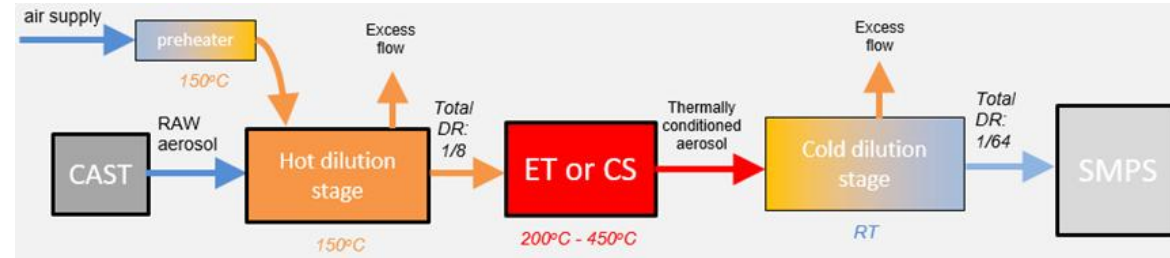 air supply
preheater
150°C
Excess
flow
Excess
flow
CAST
RAW
aerosol
Hot dilution
stage
150°C
Total
DR:
1/8
ET or CS
200°C - 450°C
Thermally
conditioned
aerosol
Cold dilution
stage
RT
Total
DR:
1/64
SMPS